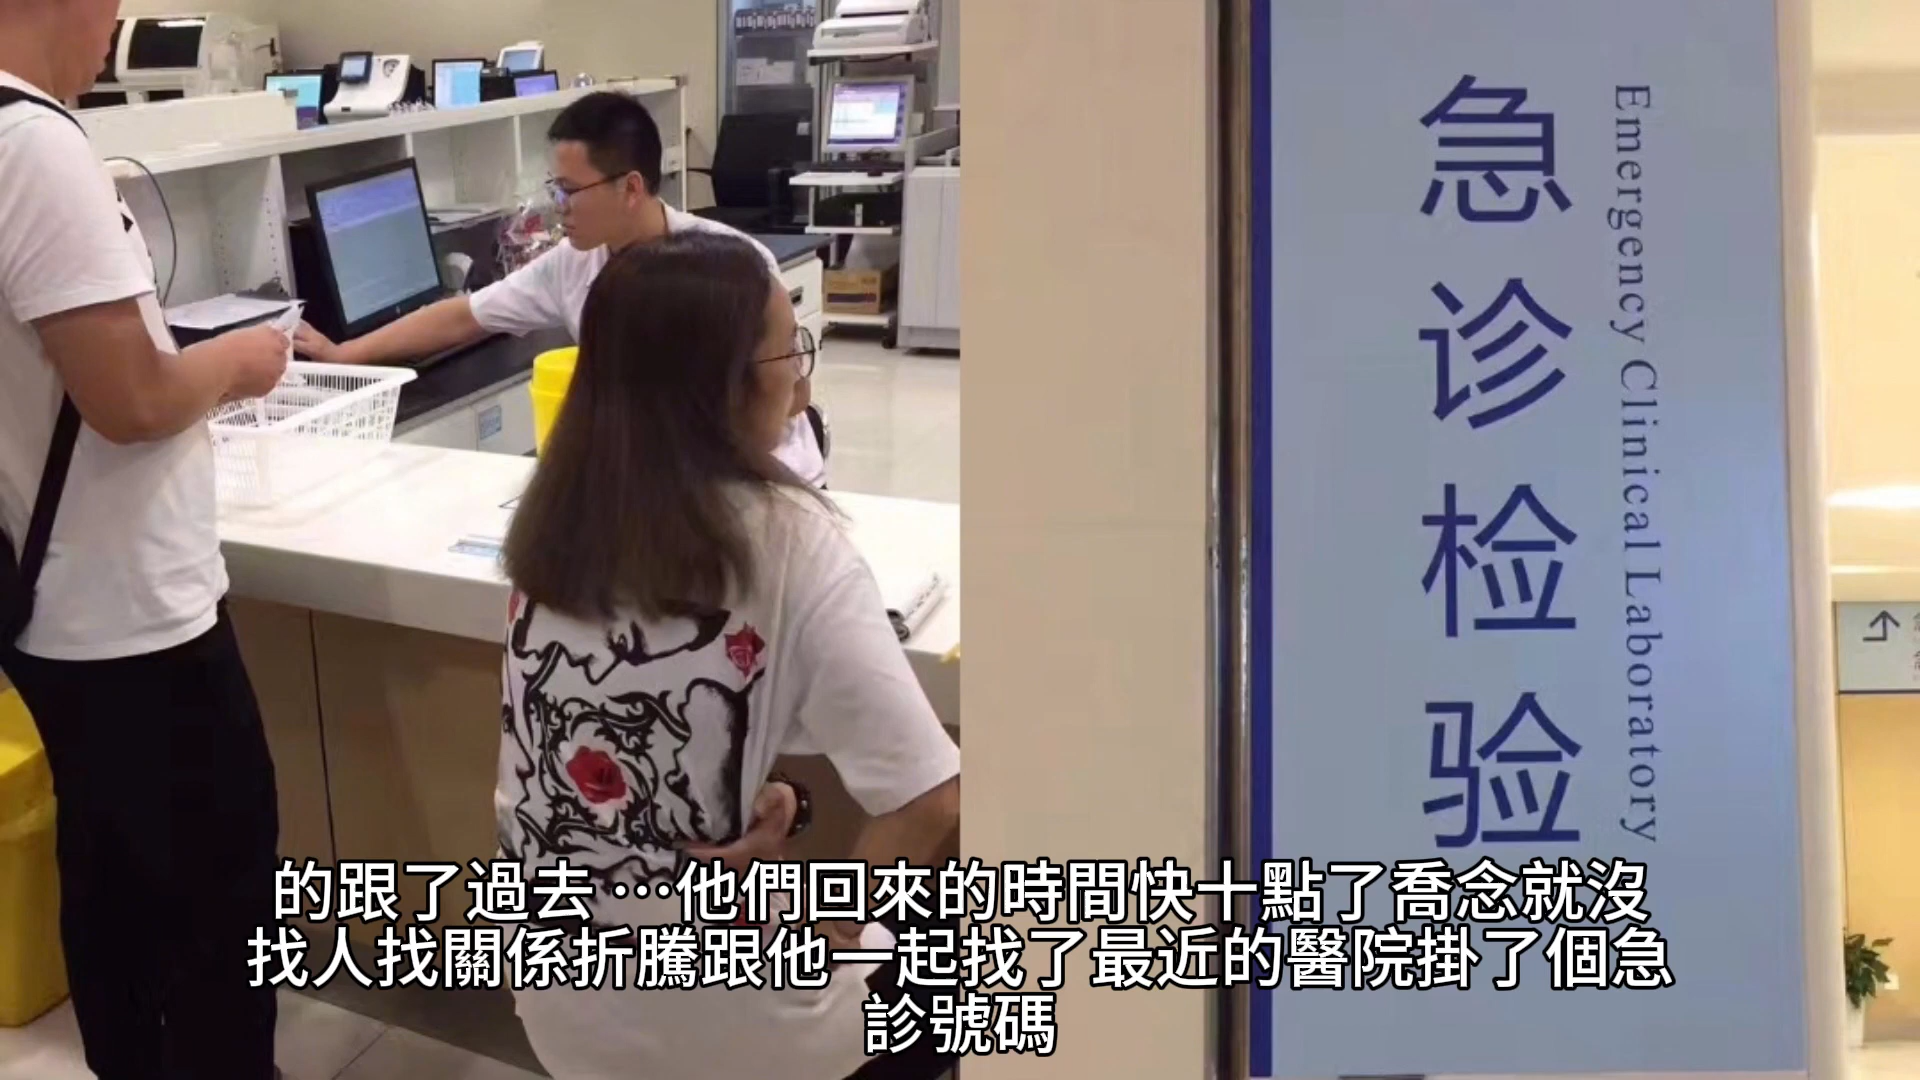 急诊检验
Emergency Clinical Laboratory
的跟了過去…他們回來的時間快十點了喬念就沒
找人找關係折騰跟他一起找了最近的醫院掛了個急
診號碼